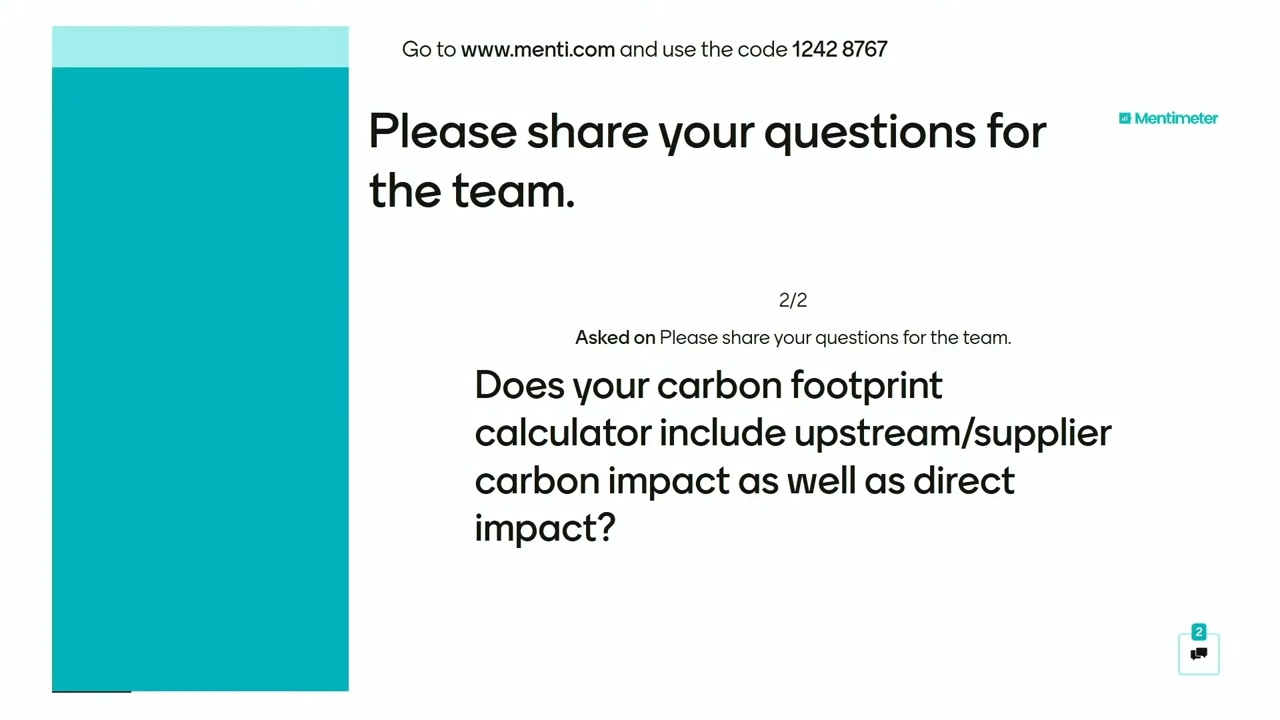 Go to www.menti.com and use the code 1242 8767
Please share your questions for
the team.
Mentimeter
2/2
Asked on Please share your questions for the team.
Does your carbon footprint
calculator include upstream/supplier
carbon impact as well as direct
impact?
2